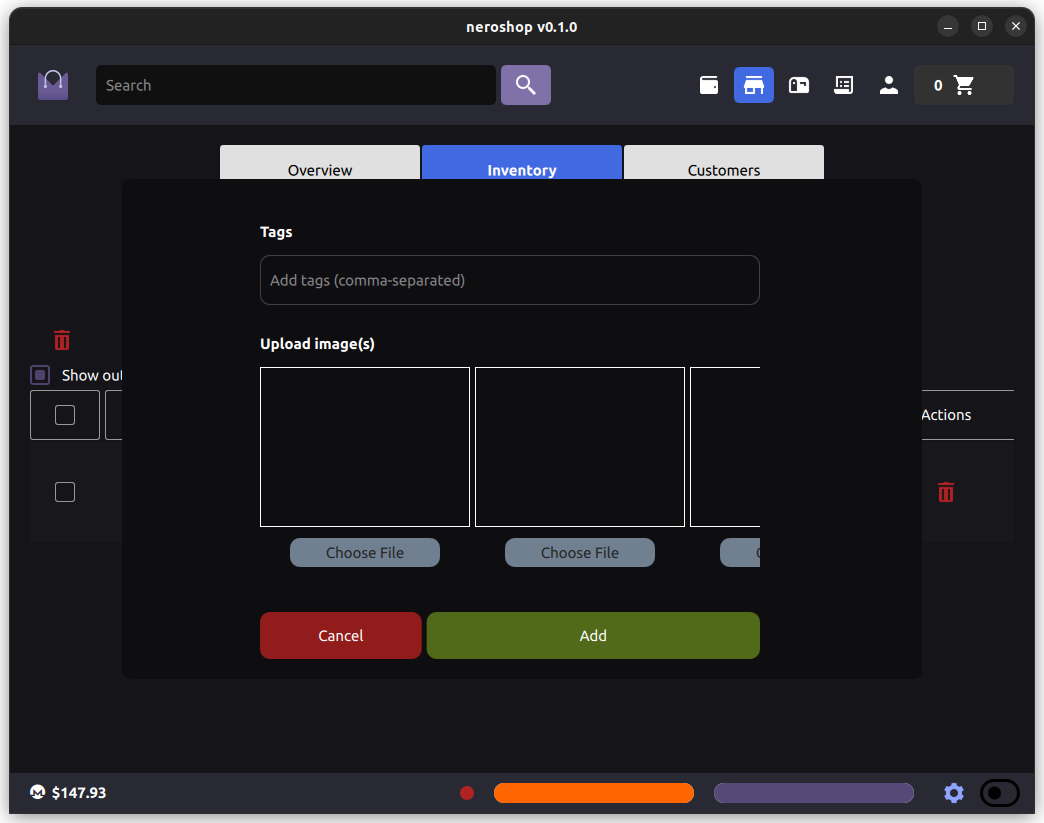 neroshop v0.1.0
Search
0
Overview Inventory Customers
Tags
Add tags (comma-separated)
Upload image(s)
Show out
Actions
Choose File Choose File
Cancel Add
$147.93